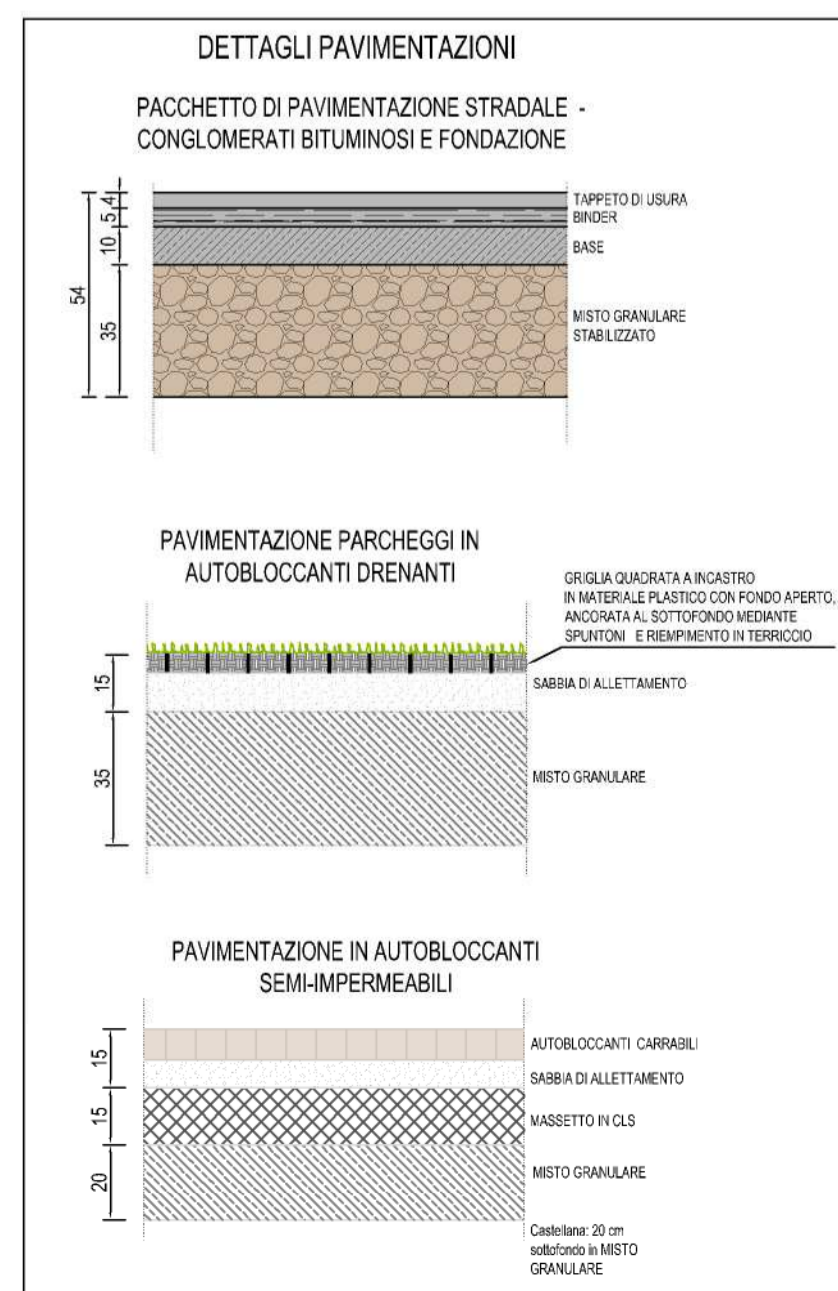 DETTAGLI PAVIMENTAZIONI
PACCHETTO DI PAVIMENTAZIONE STRADALE -
CONGLOMERATI BITUMINOSI E FONDAZIONE
4
5
10
35
54
TAPPETO DI USURA
BINDER
BASE
MISTO GRANULARE
STABILIZZATO
PAVIMENTAZIONE PARCHEGGI IN
AUTOBLOCCANTI DRENANTI
GRIGLIA QUADRATA A INCASTRO
IN MATERIALE PLASTICO CON FONDO APERTO,
ANCORATA AL SOTTOFONDO MEDIANTE
SPUNTONI E RIEMPIMENTO IN TERRICCIO
15
SABBIA DI ALLETTAMENTO
35
MISTO GRANULARE
PAVIMENTAZIONE IN AUTOBLOCCANTI
SEMI-IMPERMEABILI
15
AUTOBLOCCANTI CARRABILI
SABBIA DI ALLETTAMENTO
15
MASSETTO IN CLS
20
MISTO GRANULARE
Castellana: 20 cm
sottofondo in MISTO
GRANULARE